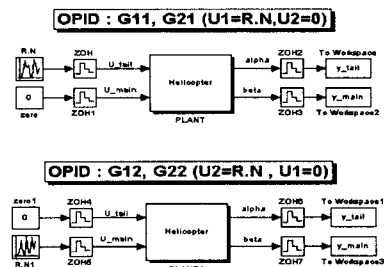 OPID : G11, G21 (U1=R.N,U2=0)
R.N
ZOH
U_tail
Helicopter
alpha
ZOH2
To Workspace
y_tail
0
zero
ZOH1
U_main
PLANT
beta
ZOH3
y_main
To Workspace2
OPID : G12, G22 (U2=R.N , U1=0)
zero1
0
ZOH4
U_tail
Helicopter
alpha
ZOH6
To Workspace1
y_tail
R.N1
ZOH5
U_main
beta
ZOH7
y_main
To Workspace3